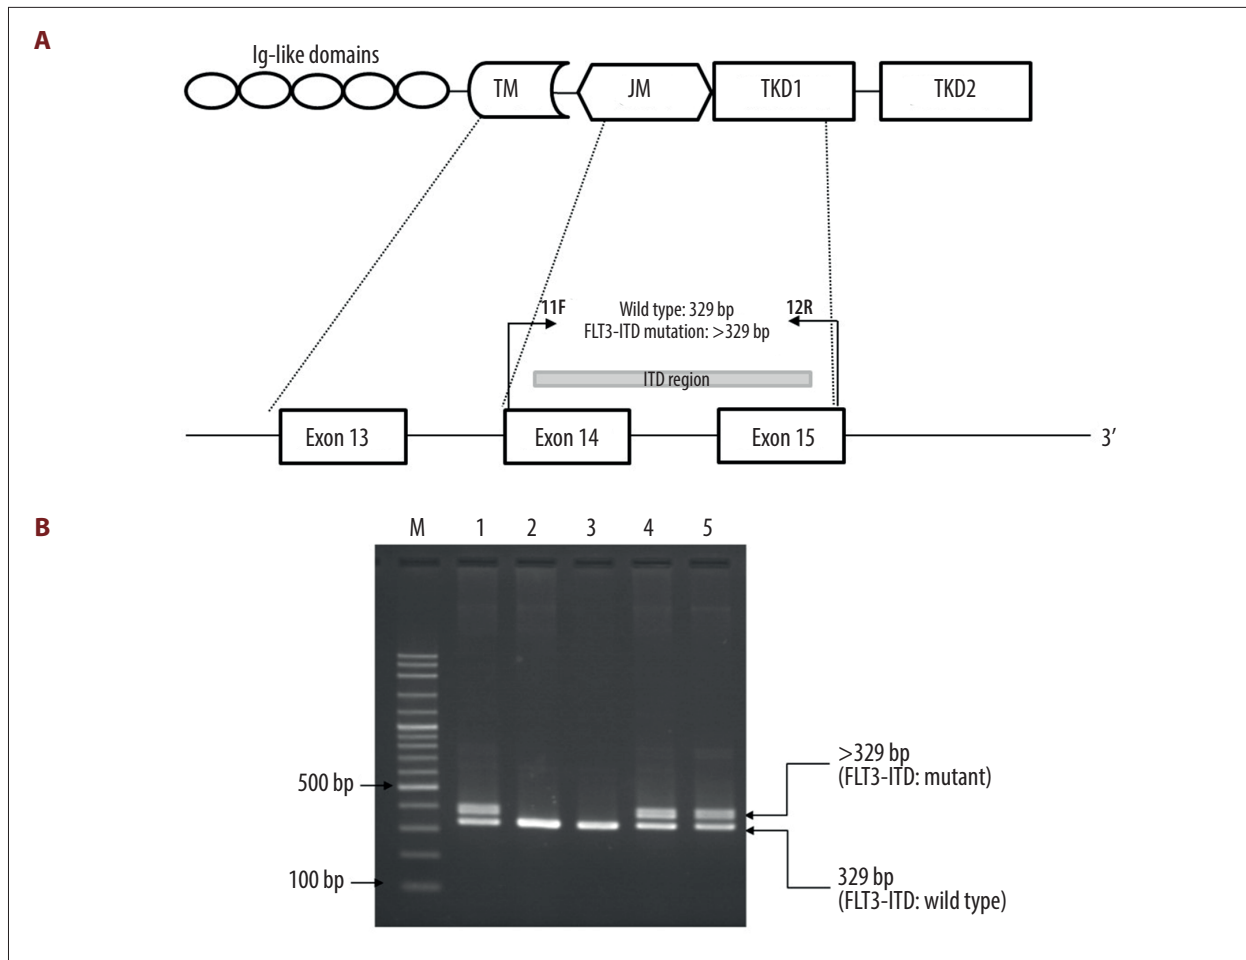 A
Ig-like domains
TM
JM
TKD1
TKD2
11F
Wild type: 329 bp
12R
FLT3-ITD mutation: >329 bp
ITD region
Exon 13
Exon 14
Exon 15
3′
B
M 1 2 3 4 5
>329 bp
(FLT3-ITD: mutant)
500 bp
100 bp
329 bp
(FLT3-ITD: wild type)